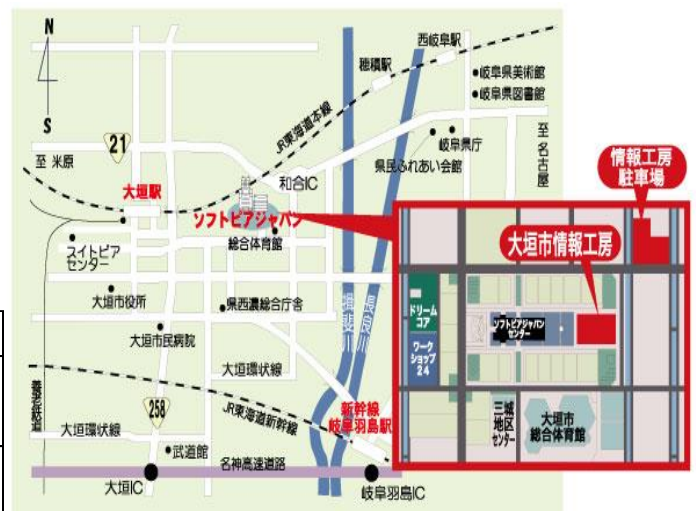 N
S
21
至 米原
大垣駅
スイトピア
センター
大垣市役所
大垣市民病院
養老鉄道
258
大垣環状線
武道館
大垣IC
名神高速道路
岐阜羽島IC
JR東海道新幹線
新幹線
岐阜羽島駅
大垣環状線
県西濃総合庁舎
総合体育館
ソフトピアジャパン
和合IC
JR東海道本線
穂積駅
西岐阜駅
岐阜県美術館
岐阜県図書館
岐阜県庁
県民ふれあい会館
至 名古屋
揖斐川
長良川
情報工房
駐車場
大垣市情報工房
ドリーム
コア
ワーク
ショップ
24
ソフトピアジャパン
センター
三城
地区
センター
大垣市
総合体育館